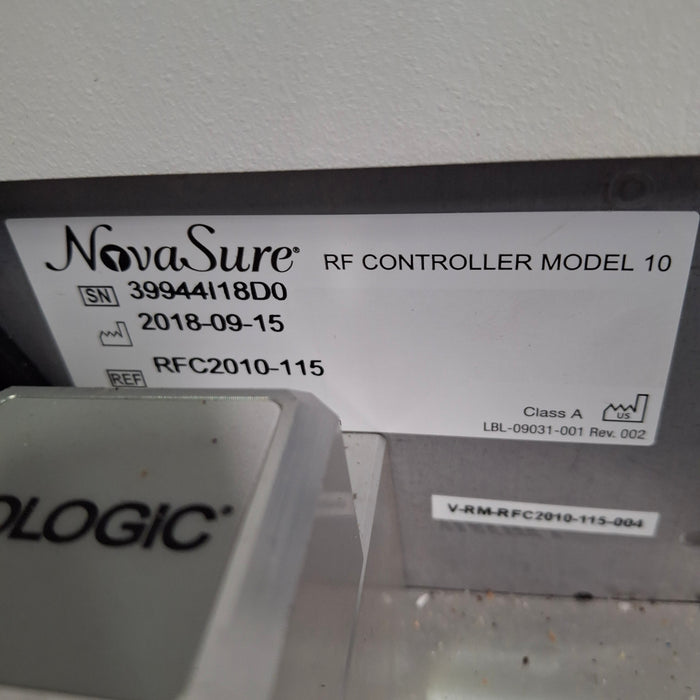 NovaSure®
RF CONTROLLER MODEL 10
SN 39944I18D0
2018-09-15
REF RFC2010-115
Class A
US
LBL-09031-001 Rev. 002
V-RM-RFC2010-115-004
OLOGIC®